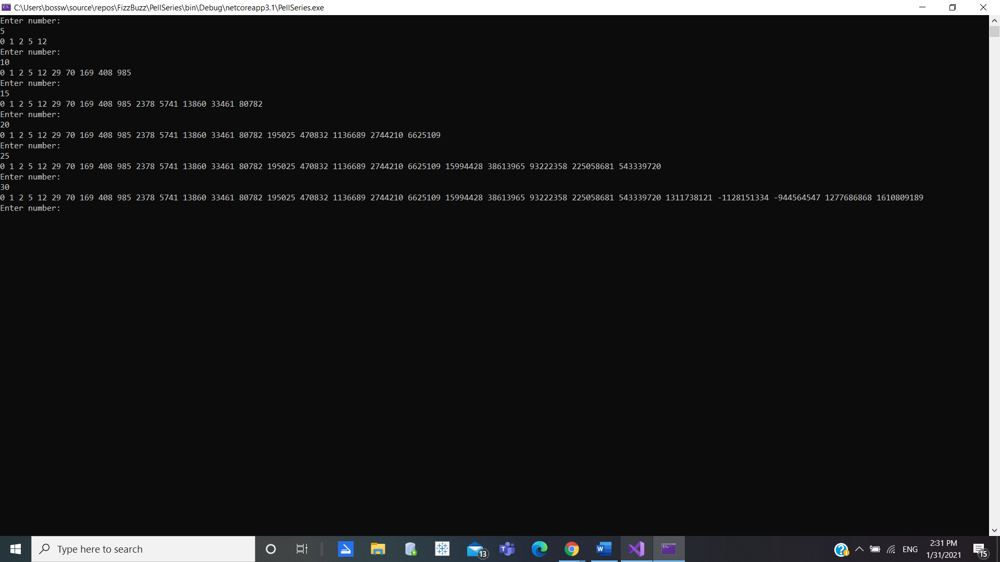 C:\Users\bossw\source\repos\FizzBuzz\PellSeries\bin\Debug\netcoreapp3.1\PellSeries.exe
Enter number:
5
0 1 2 5 12
Enter number:
10
0 1 2 5 12 29 70 169 408 985
Enter number:
15
0 1 2 5 12 29 70 169 408 985 2378 5741 13860 33461 80782
Enter number:
20
0 1 2 5 12 29 70 169 408 985 2378 5741 13860 33461 80782 195025 470832 1136689 2744210 6625109
Enter number:
25
0 1 2 5 12 29 70 169 408 985 2378 5741 13860 33461 80782 195025 470832 1136689 2744210 6625109 15994428 38613965 93222358 225058681 543339720
Enter number:
30
0 1 2 5 12 29 70 169 408 985 2378 5741 13860 33461 80782 195025 470832 1136689 2744210 6625109 15994428 38613965 93222358 225058681 543339720 1311738121 -1128151334 -944564547 1277686868 1610809189
Enter number:
Type here to search
13
ENG
2:31 PM
1/31/2021
15